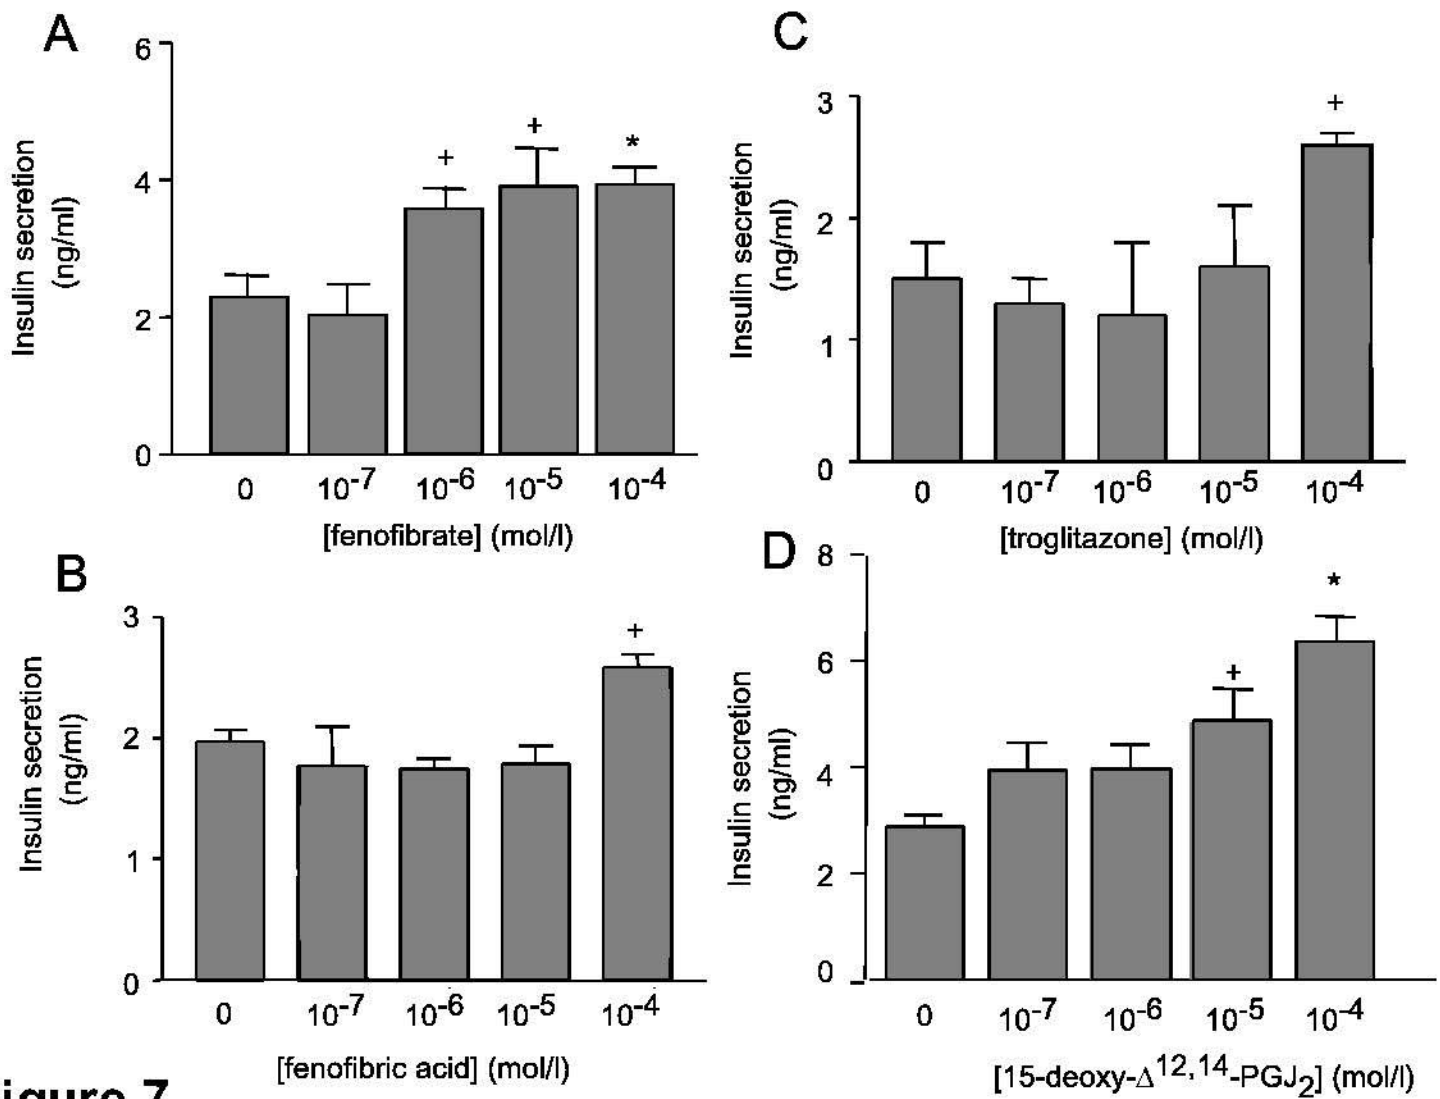 A
6
4
2
0
Insulin secretion
(ng/ml)
+
+
*
0 10-7 10-6 10-5 10-4
[fenofibrate] (mol/l)
B
3
2
1
0
Insulin secretion
(ng/ml)
+
0 10-7 10-6 10-5 10-4
[fenofibric acid] (mol/l)
C
3
2
1
0
Insulin secretion
(ng/ml)
+
0 10-7 10-6 10-5 10-4
[troglitazone] (mol/l)
D
8
6
4
2
0
Insulin secretion
(ng/ml)
+
*
0 10-7 10-6 10-5 10-4
[15-deoxy-Δ12,14-PGJ2] (mol/l)
igure 7